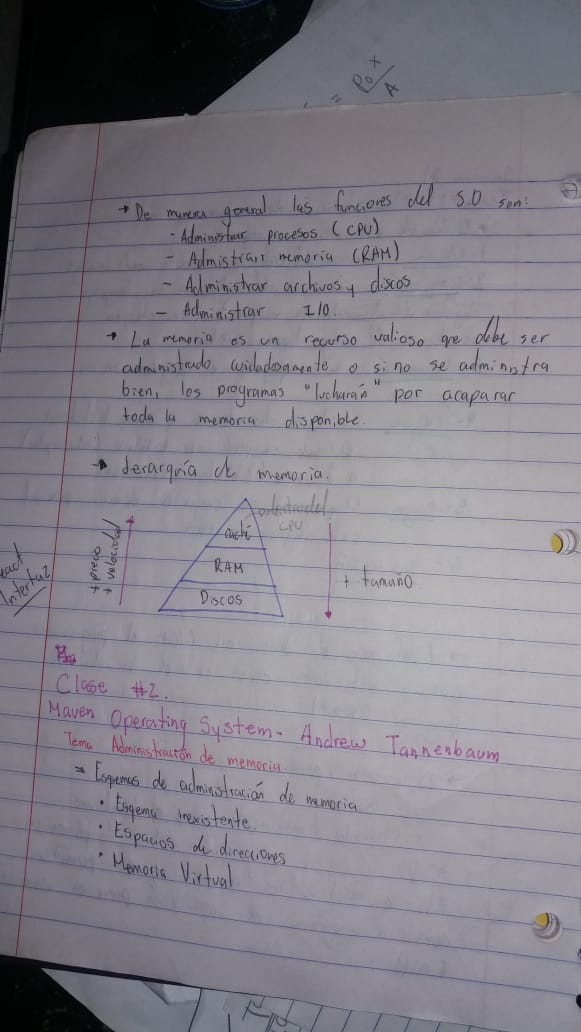 = Po x/A
→ De manera general las funciones del S.O son:
- Administrar procesos (CPU)
- Admistrar memoria (RAM)
- Administrar archivos y discos
- Administrar I/O.
→ La memoria es un recurso valioso que debe ser
administrado cuidadosamente o si no se administra
bien, los programas "lucharán" por acaparar
toda la memoria disponible.
→ Jerarquía de memoria.
+ precio
+ velocidad
adentro del
CPU
caché
RAM
Discos
+ tamaño
Interfaz
Clase #2.
Maven Operating System- Andrew Tannenbaum
Tema Administración de memoria
→ Esquemas de administración de memoria
• Esqema inexistente
• Espacios de direcciones
• Memoria Virtual